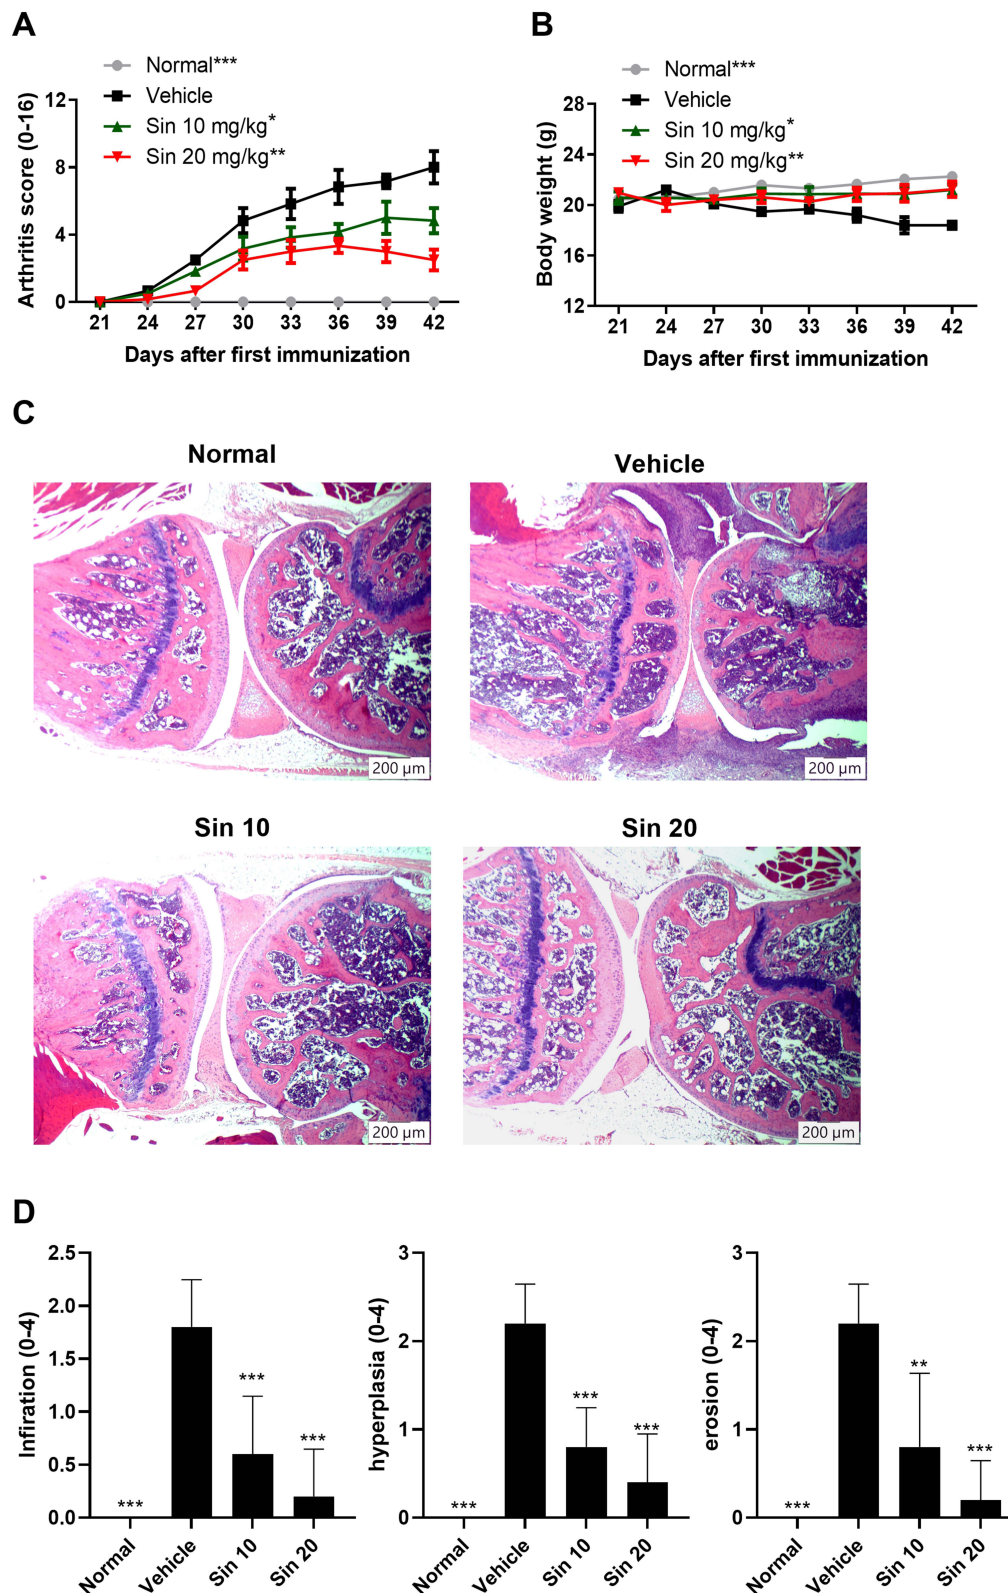 A
Normal***
Vehicle
Sin 10 mg/kg*
Sin 20 mg/kg**
Arthritis score (0-16)
12
8
4
0
21 24 27 30 33 36 39 42
Days after first immunization
B
Normal***
Vehicle
Sin 10 mg/kg*
Sin 20 mg/kg**
Body weight (g)
28
24
20
16
12
21 24 27 30 33 36 39 42
Days after first immunization
C
Normal
200 µm
Vehicle
200 µm
Sin 10
200 µm
Sin 20
200 µm
D
Infiration (0-4)
2.5
2.0
1.5
1.0
0.5
0.0
***
***
***
Normal Vehicle Sin 10 Sin 20
hyperplasia (0-4)
3
2
1
0
***
***
***
Normal Vehicle Sin 10 Sin 20
erosion (0-4)
3
2
1
0
***
**
***
Normal Vehicle Sin 10 Sin 20